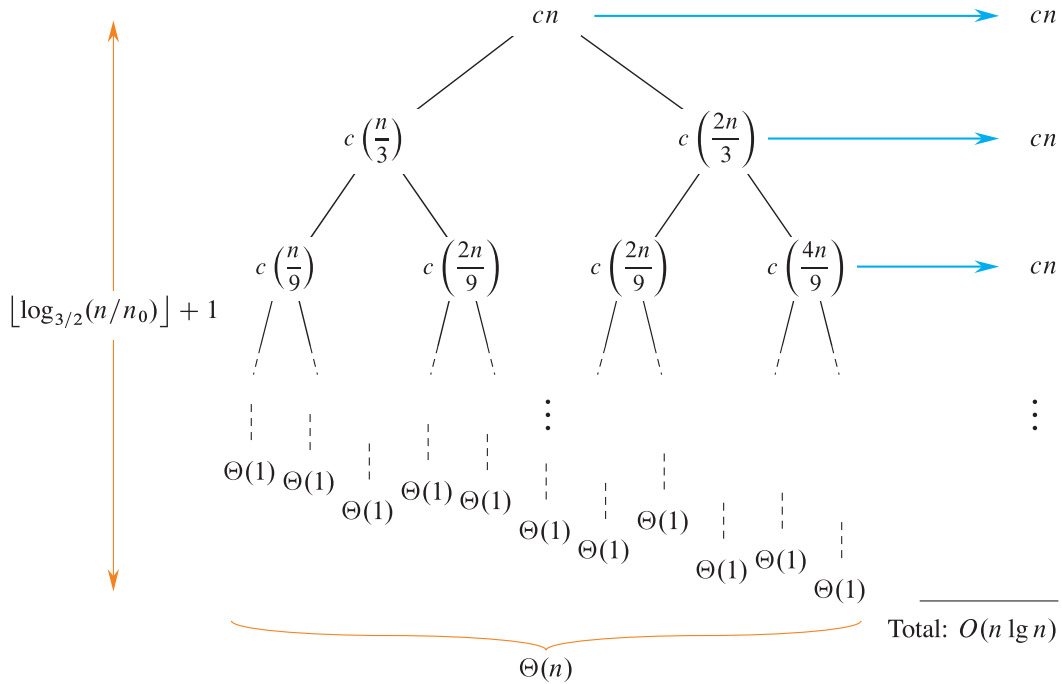 cn cn
c (n/3) c (2n/3) cn
c (n/9) c (2n/9) c (2n/9) c (4n/9) cn
⌊log_{3/2}(n/n_0)⌋ + 1
Θ(1) Θ(1) Θ(1) Θ(1) Θ(1) Θ(1) Θ(1) Θ(1) Θ(1) Θ(1) Θ(1)
Total: O(n lg n)
Θ(n)